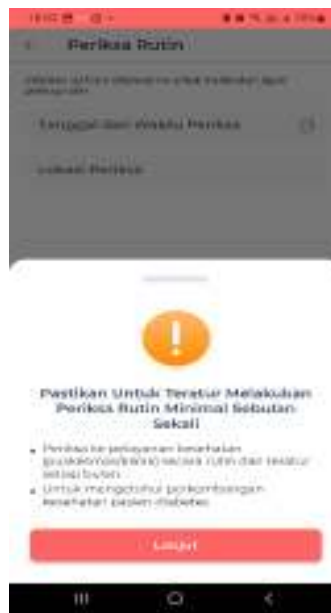 Periksa Rutin
Tanggal dan Waktu Periksa
Lokasi Periksa
Pastikan Untuk Teratur Melakukan
Periksa Rutin Minimal Sebulan
Sekali
Periksa ke pelayanan kesehatan
secara rutin dan teratur
setiap bulan
Untuk mengetahui perkembangan
kesehatan pasien diabetes
Lanjut